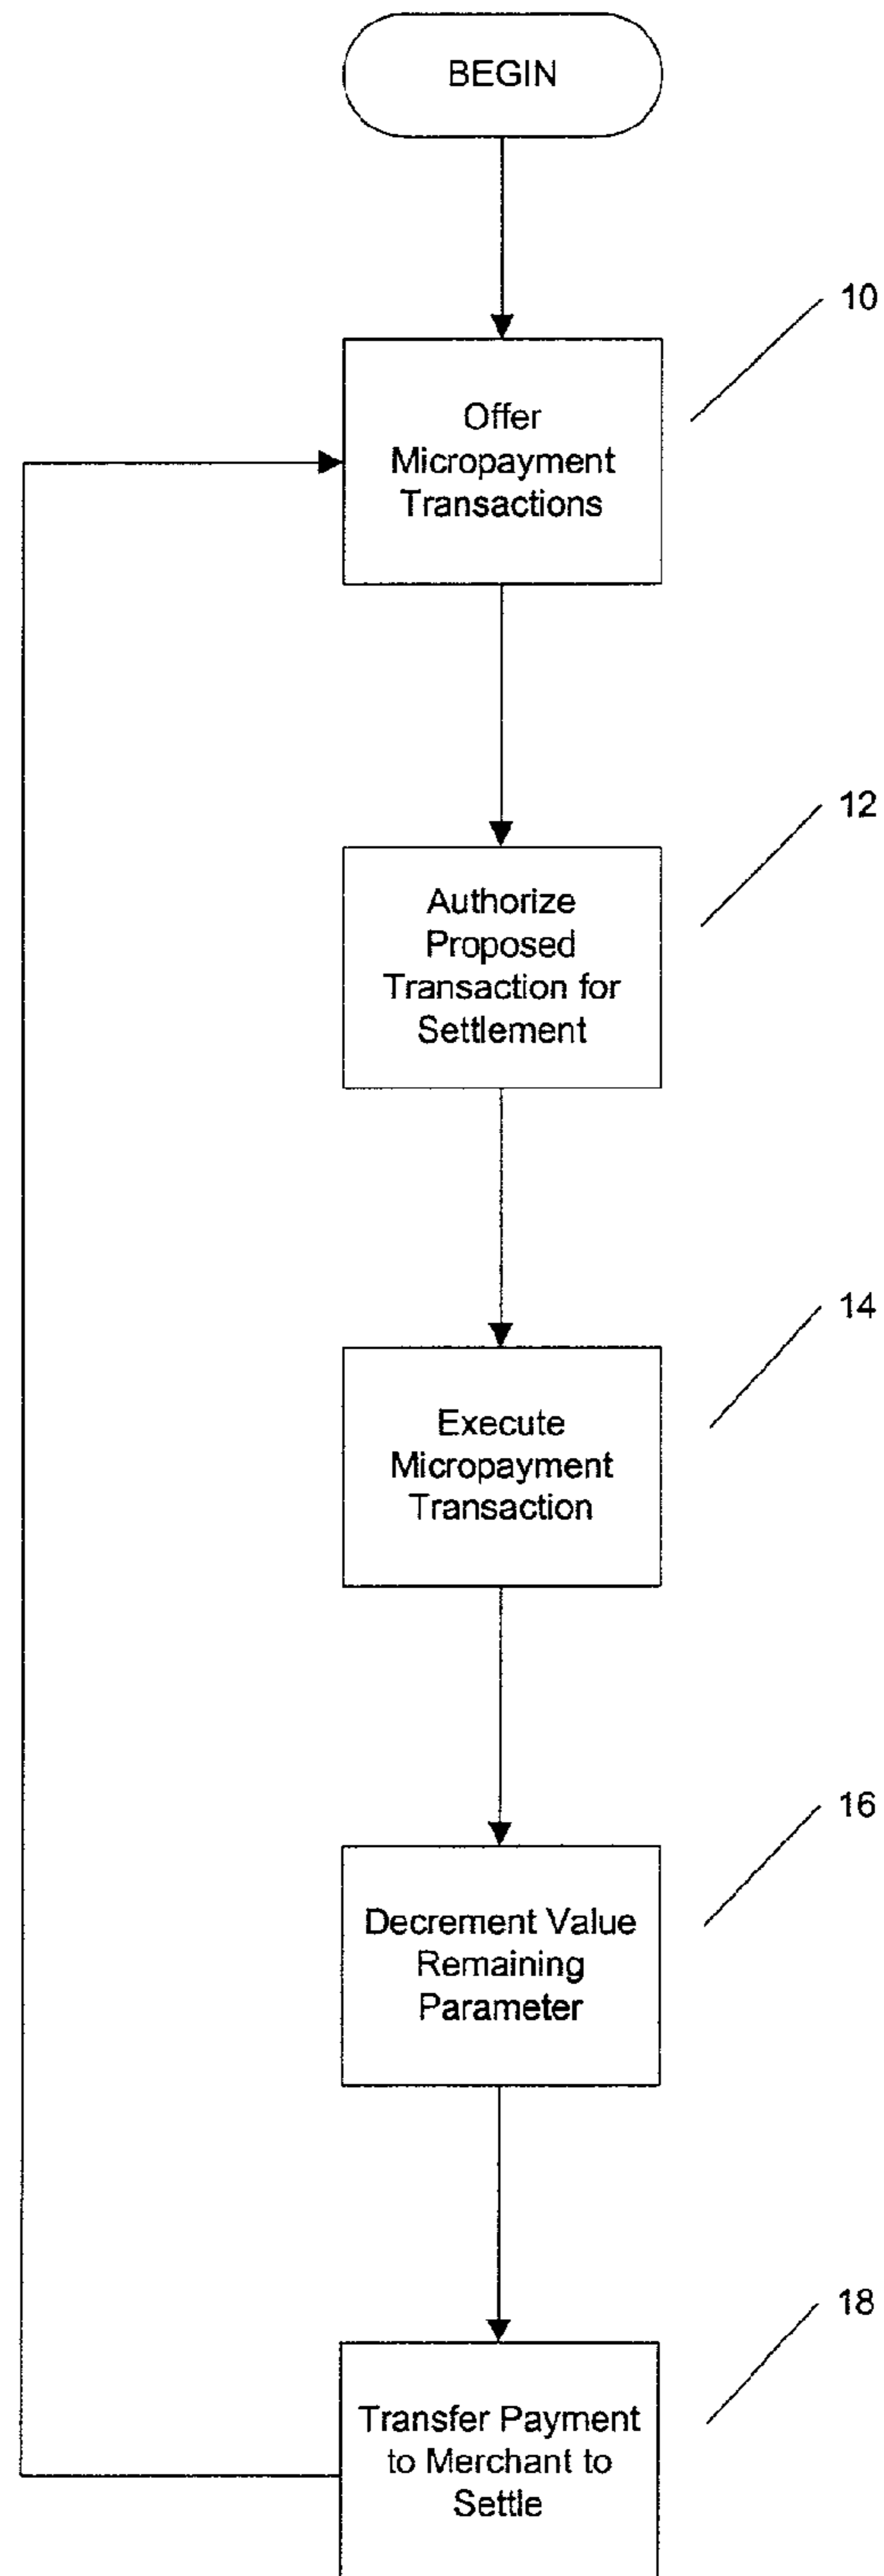 BEGIN
10
Offer
Micropayment
Transactions
12
Authorize
Proposed
Transaction for
Settlement
14
Execute
Micropayment
Transaction
16
Decrement Value
Remaining
Parameter
18
Transfer Payment
to Merchant to
Settle